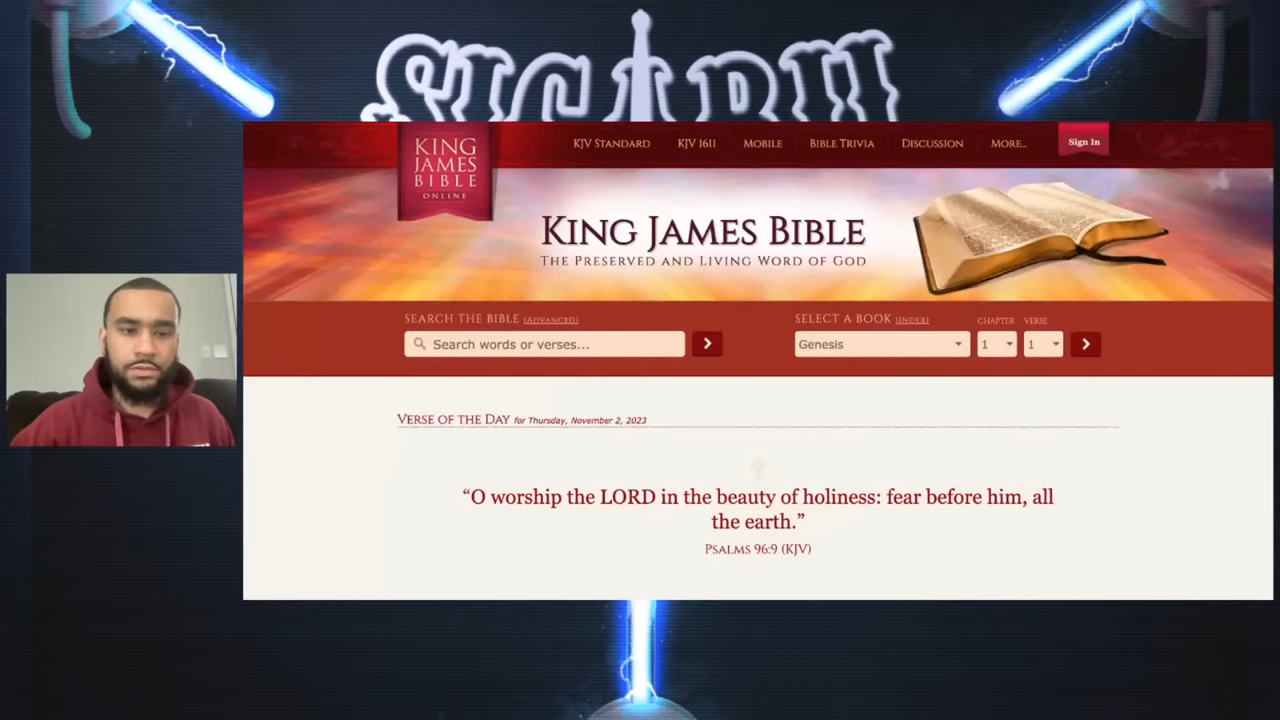 SICARII
KING
JAMES
BIBLE
ONLINE
KJV STANDARD KJV 1611 MOBILE BIBLE TRIVIA DISCUSSION MORE... Sign In
KING JAMES BIBLE
THE PRESERVED AND LIVING WORD OF GOD
SEARCH THE BIBLE (ADVANCED) SELECT A BOOK (INDEX) CHAPTER VERSE
Search words or verses... Genesis 1 1
VERSE OF THE DAY for Thursday, November 2, 2023
“O worship the LORD in the beauty of holiness: fear before him, all
the earth.”
PSALMS 96:9 (KJV)